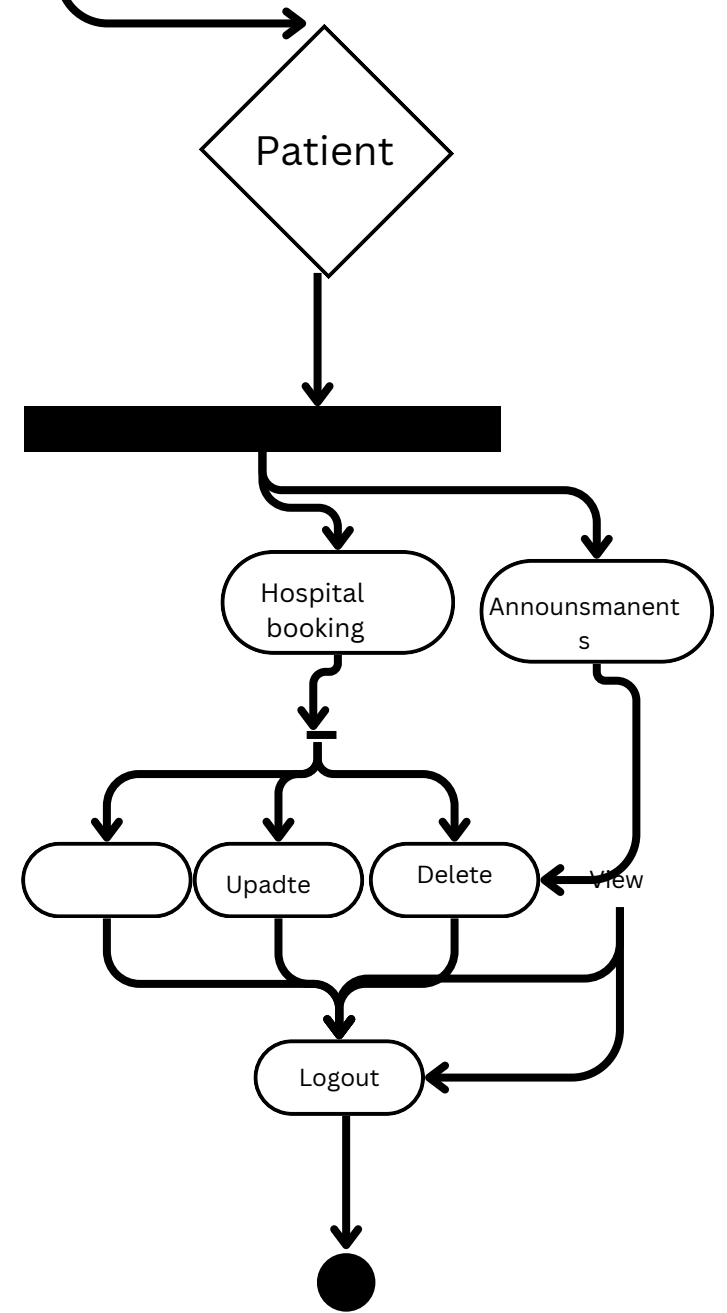 Patient
Hospital
booking
Announsmanent
s
Upadte
Delete
View
Logout